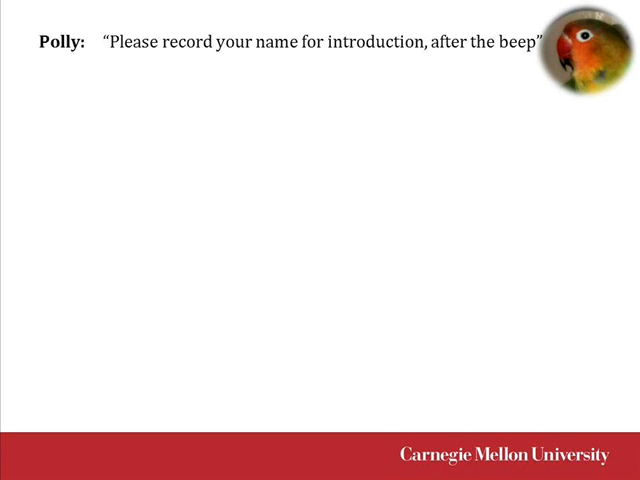 Polly: “Please record your name for introduction, after the beep”
Carnegie Mellon University